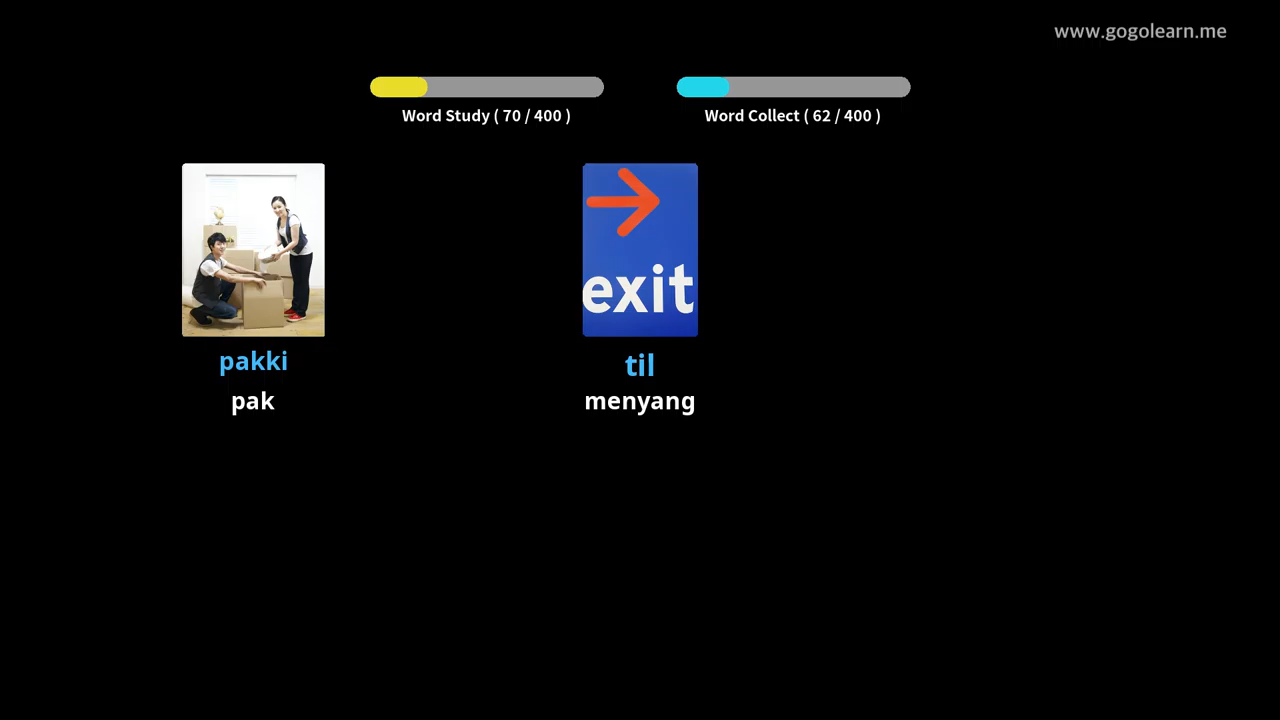 www.gogolearn.me
Word Study ( 70 / 400 )
Word Collect ( 62 / 400 )
exit
pakki
til
pak
menyang